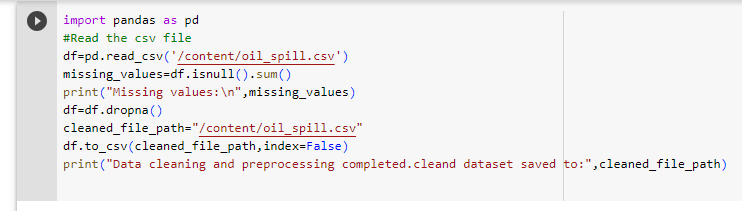 import pandas as pd
#Read the csv file
df=pd.read_csv('/content/oil_spill.csv')
missing_values=df.isnull().sum()
print("Missing values:\n",missing_values)
df=df.dropna()
cleaned_file_path="/content/oil_spill.csv"
df.to_csv(cleaned_file_path,index=False)
print("Data cleaning and preprocessing completed.cleand dataset saved to:",cleaned_file_path)